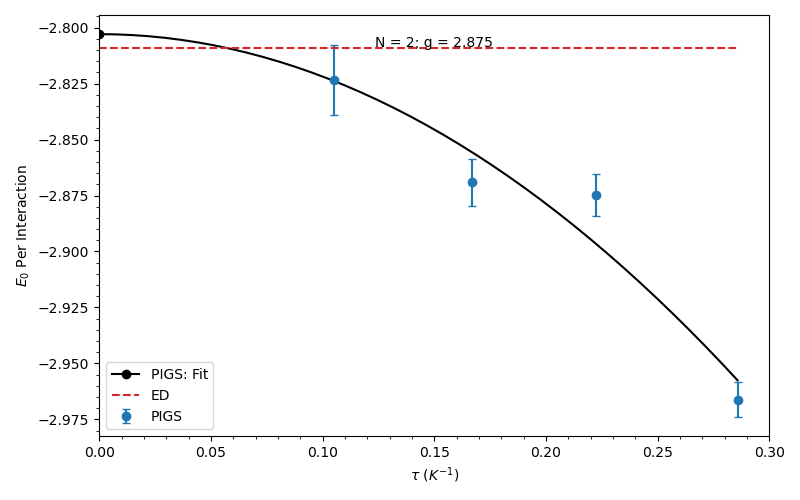 −2.800
−2.825
−2.850
−2.875
−2.900
−2.925
−2.950
−2.975
E₀ Per Interaction
N = 2; g = 2.875
PIGS: Fit
ED
PIGS
0.00 0.05 0.10 0.15 0.20 0.25 0.30
τ (K⁻¹)